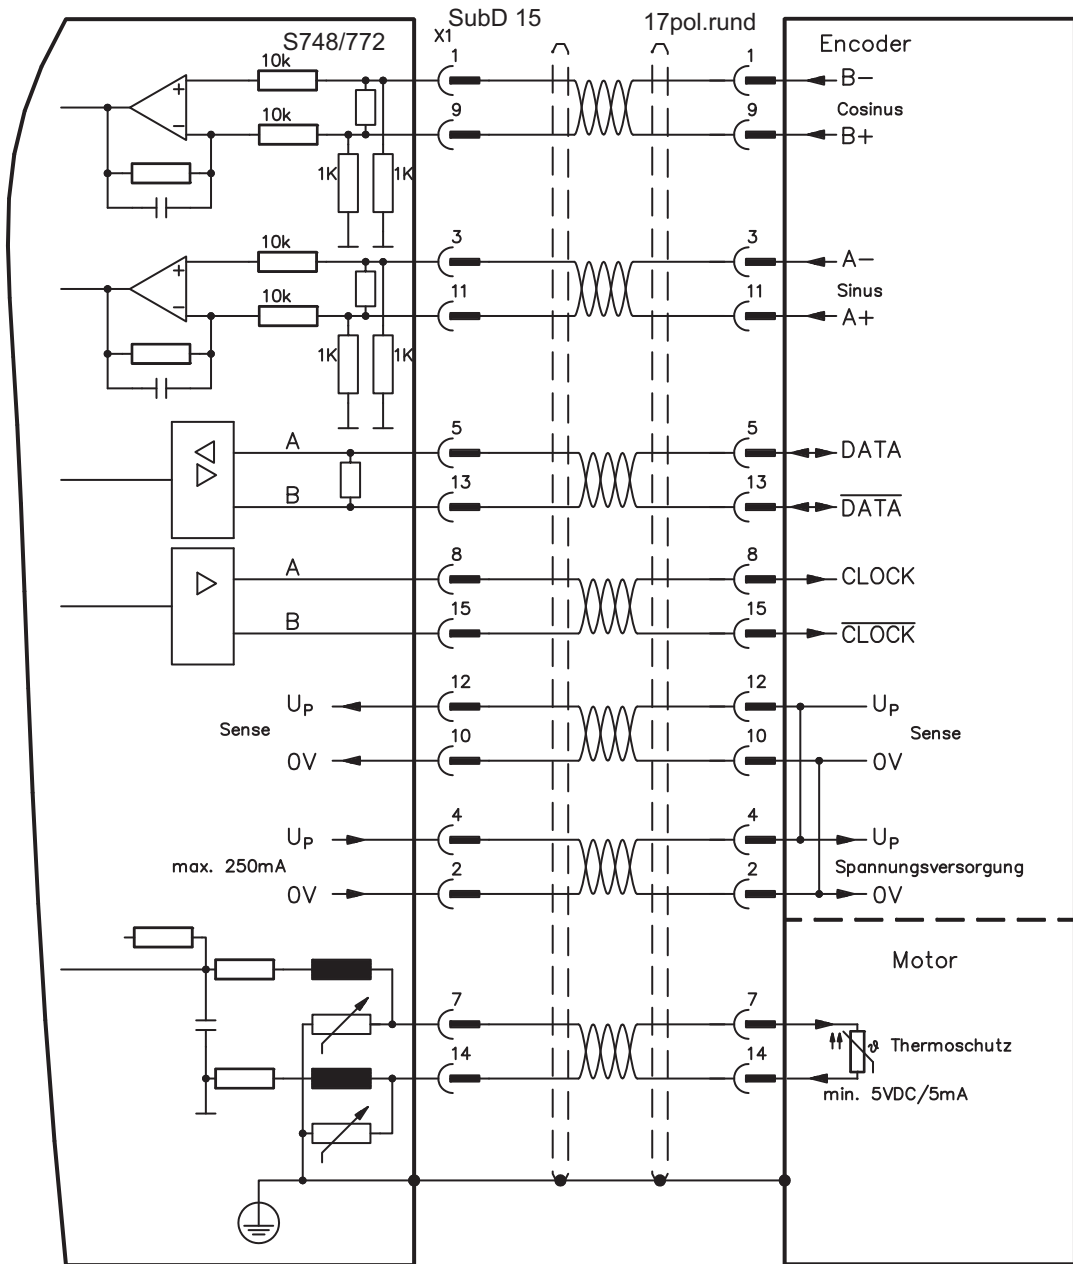 SubD 15 17pol.rund
S748/772 X1 Encoder
10k 1 1 B-
+
10k 9 9 Cosinus
− B+
1K 1K
10k 3 3 A-
+
10k 11 11 Sinus
− A+
1K 1K
A 5 5 DATA
B 13 13 DATA
A 8 8 CLOCK
B 15 15 CLOCK
UP 12 12 UP
Sense Sense
0V 10 10 0V
UP 4 4 UP
max. 250mA Spannungsversorgung
0V 2 2 0V
Motor
7 7
14 14 ϑ Thermoschutz
min. 5VDC/5mA